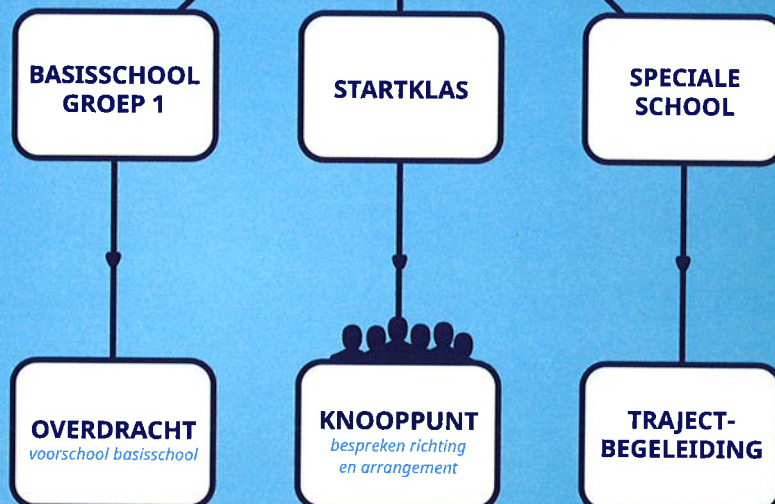 BASISSCHOOL
GROEP 1
STARTKLAS
SPECIALE
SCHOOL
OVERDRACHT
voorschool basisschool
KNOOPPUNT
bespreken richting
en arrangement
TRAJECT-
BEGELEIDING